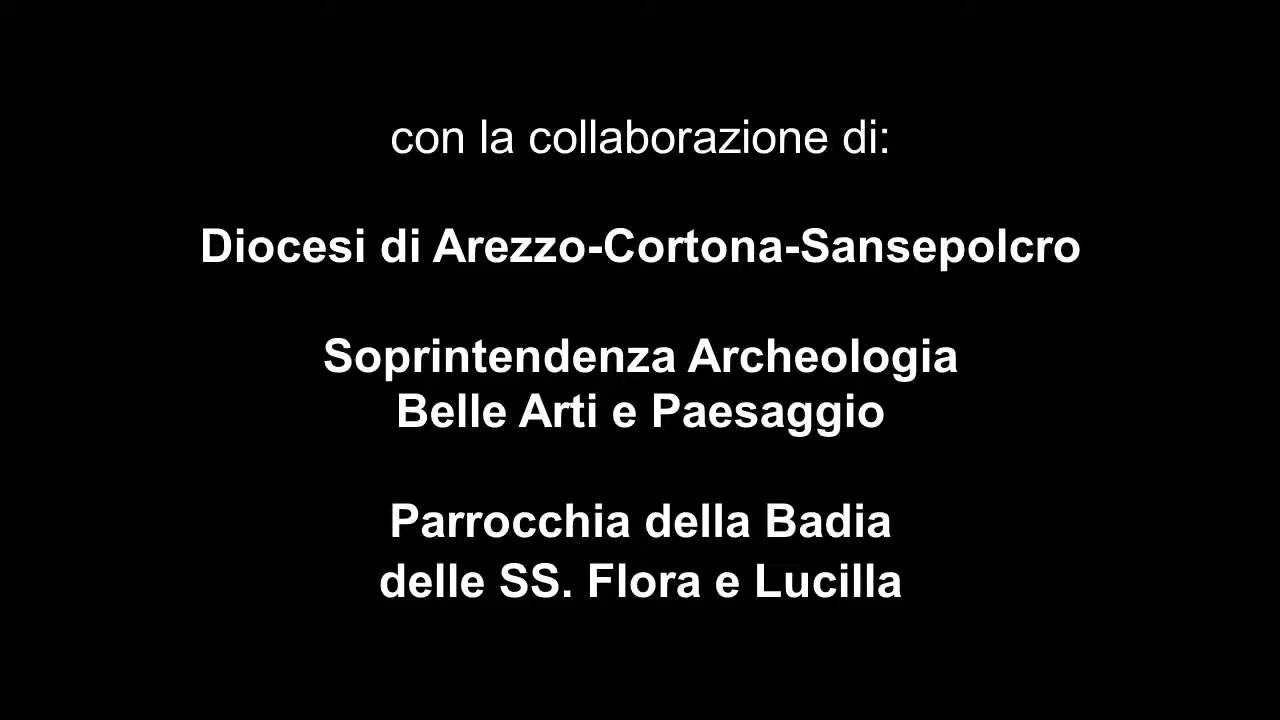 con la collaborazione di:
Diocesi di Arezzo-Cortona-Sansepolcro
Soprintendenza Archeologia
Belle Arti e Paesaggio
Parrocchia della Badia
delle SS. Flora e Lucilla